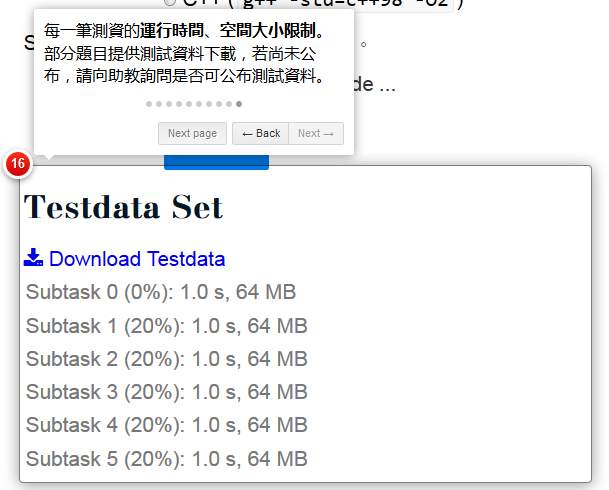 C++ (g++ -std=c++98 -O2)
每一筆測資的運行時間、空間大小限制。
部分題目提供測試資料下載，若尚未公
布，請向助教詢問是否可公布測試資料。
de ...
Next page
← Back
Next →
16
Testdata Set
Download Testdata
Subtask 0 (0%): 1.0 s, 64 MB
Subtask 1 (20%): 1.0 s, 64 MB
Subtask 2 (20%): 1.0 s, 64 MB
Subtask 3 (20%): 1.0 s, 64 MB
Subtask 4 (20%): 1.0 s, 64 MB
Subtask 5 (20%): 1.0 s, 64 MB